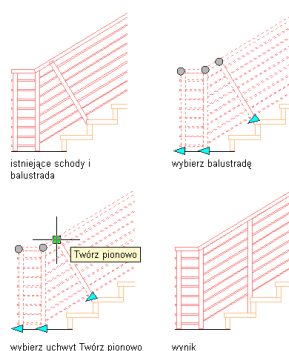 istniejące schody i
balustrada
wybierz balustradę
Twórz pionowo
wybierz uchwyt Twórz pionowo
wynik